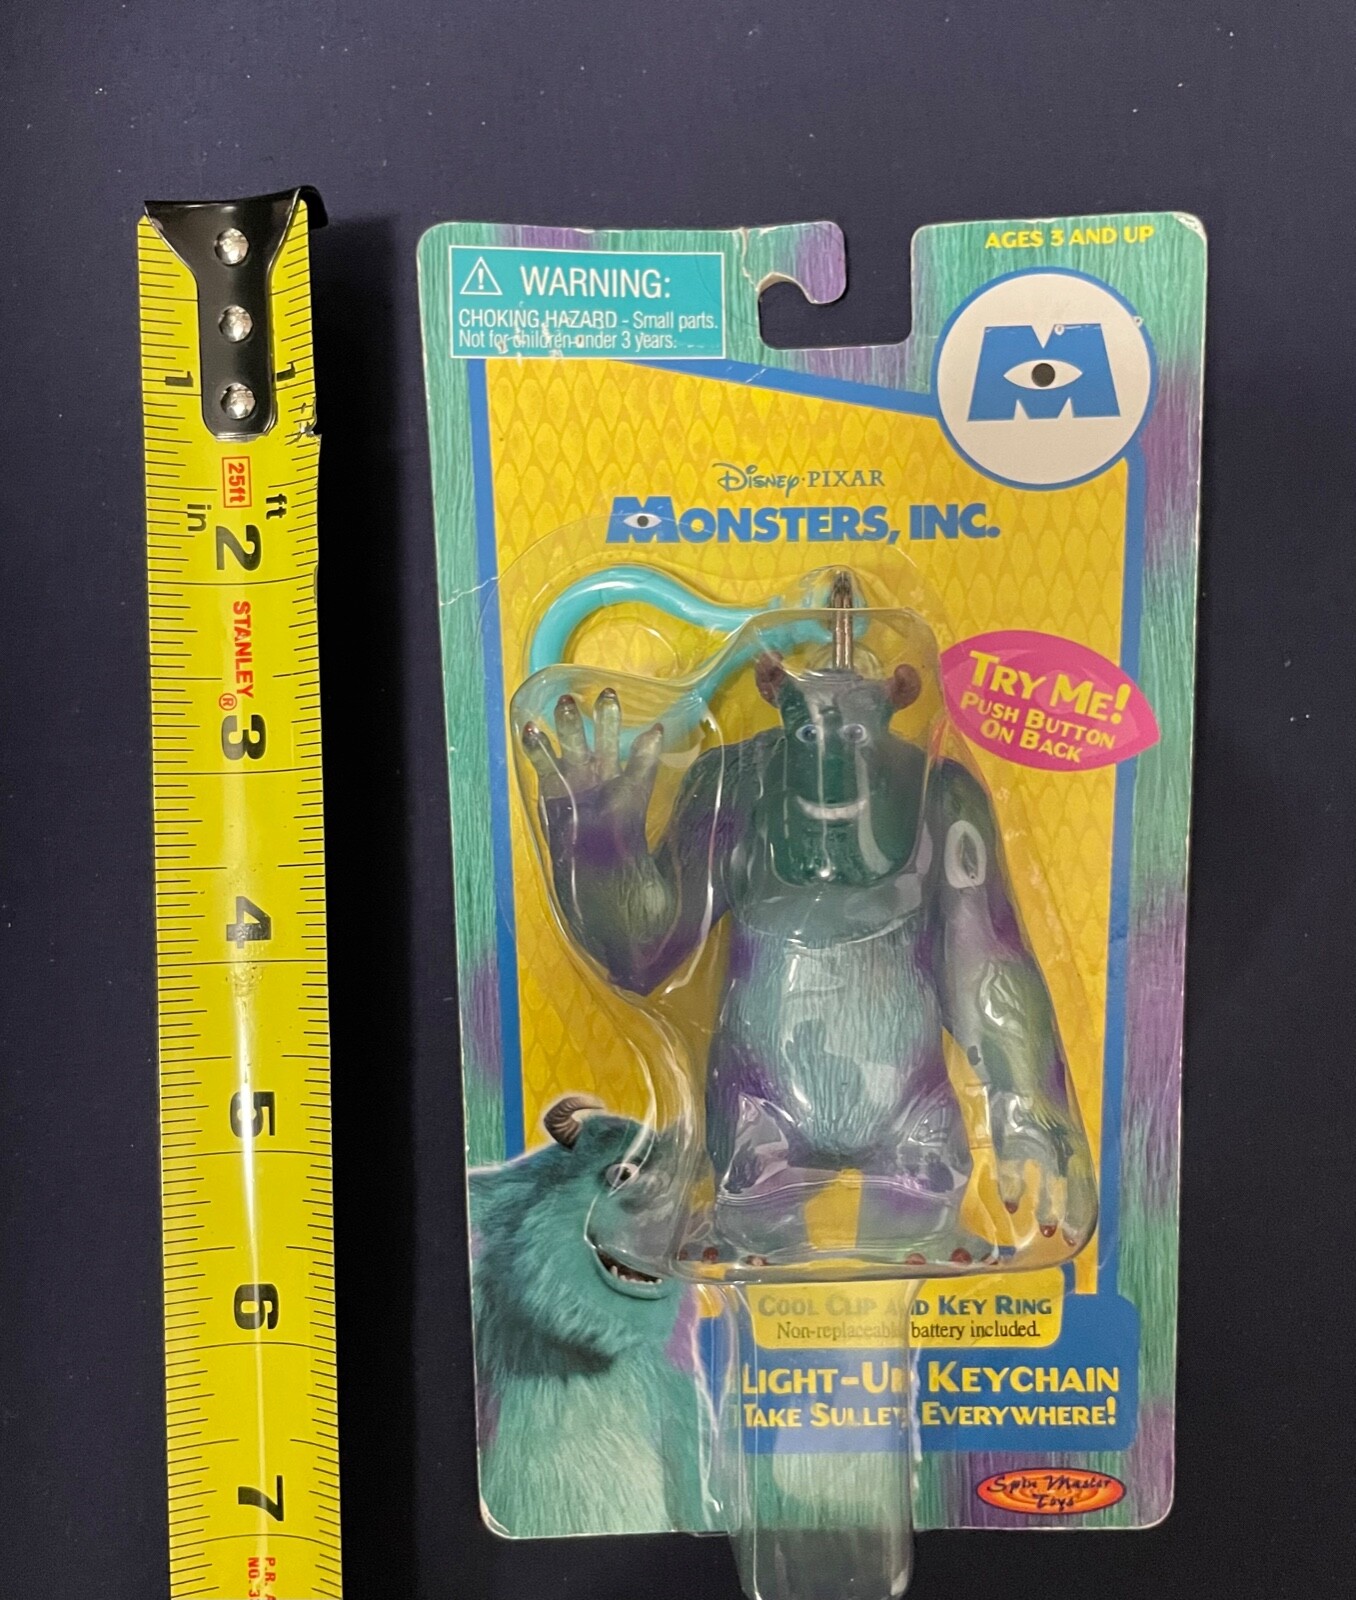 WARNING:
CHOKING HAZARD - Small parts.
Not for children under 3 years.
AGES 3 AND UP
M
Disney·PIXAR
MONSTERS, INC.
TRY ME!
PUSH BUTTON
ON BACK
COOL CLIP AND KEY RING
Non-replaceable battery included.
LIGHT-UP KEYCHAIN
TAKE SULLEY EVERYWHERE!
Spin Master
Toys
1
1
25ft
ft
in
2
STANLEY®
3
4
5
6
7